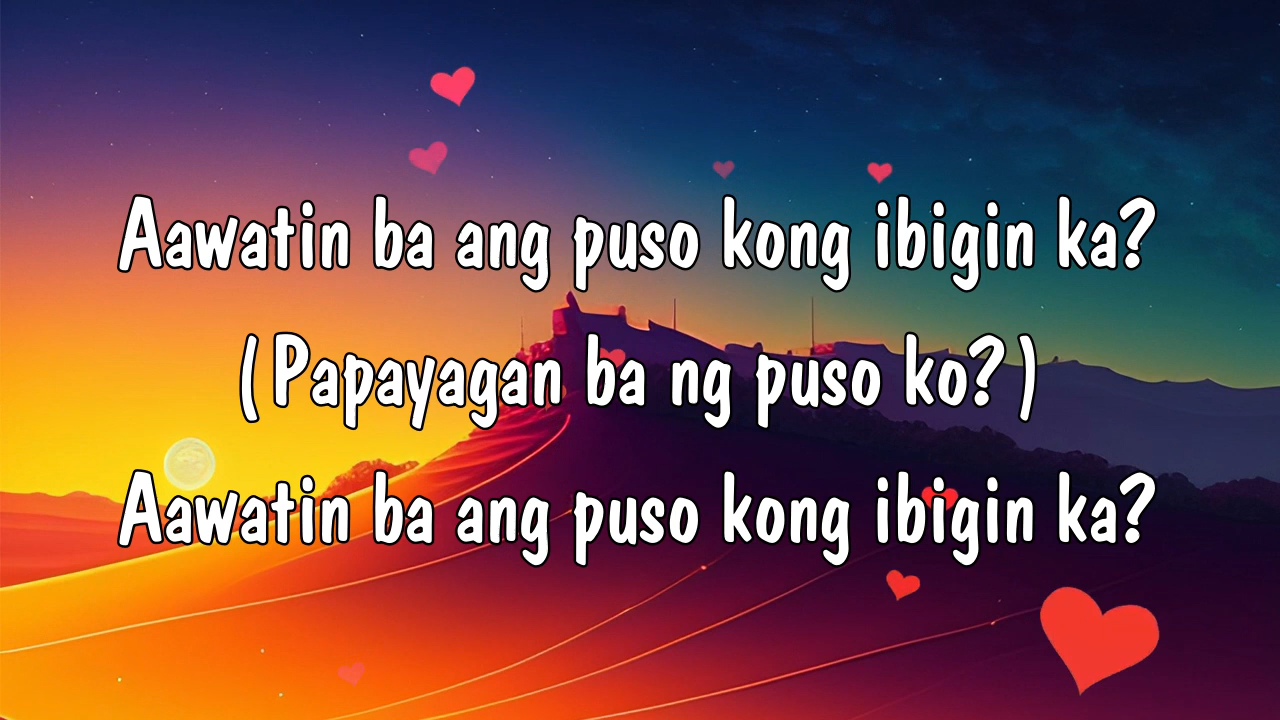 Aawatin ba ang puso kong ibigin ka?
(Papayagan ba ng puso ko?)
Aawatin ba ang puso kong ibigin ka?